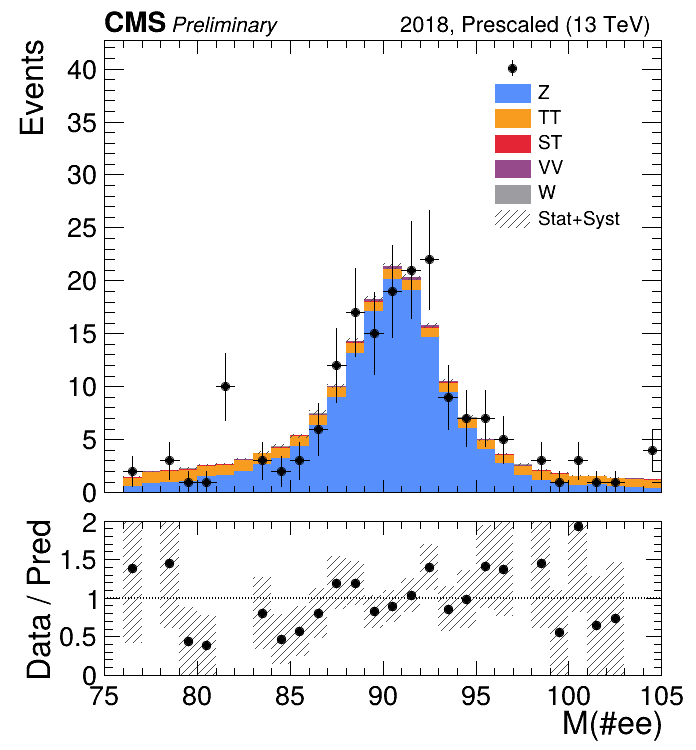 CMS Preliminary 2018, Prescaled (13 TeV)
Events
40
35
30
25
20
15
10
5
0
Z
TT
ST
VV
W
Stat+Syst
Data / Pred
2
1.5
1
0.5
0
75 80 85 90 95 100 105
M(#ee)